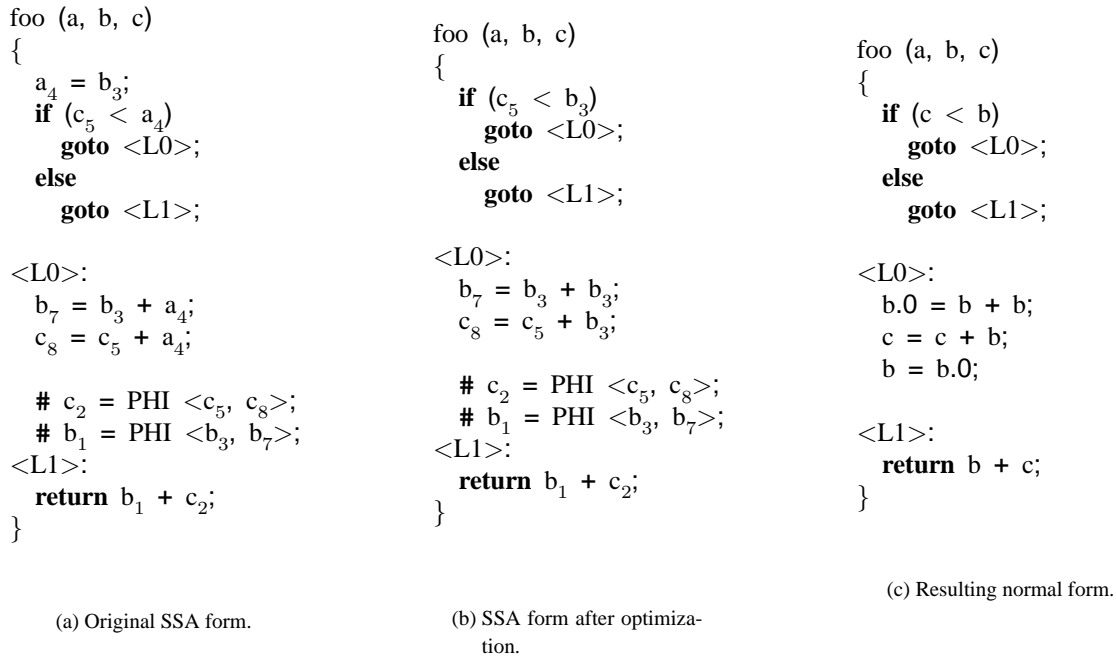 foo (a, b, c)
{
a₄ = b₃;
if (c₅ < a₄)
goto <L0>;
else
goto <L1>;
<L0>:
b₇ = b₃ + a₄;
c₈ = c₅ + a₄;
# c₂ = PHI <c₅, c₈>;
# b₁ = PHI <b₃, b₇>;
<L1>:
return b₁ + c₂;
}
(a) Original SSA form.
foo (a, b, c)
{
if (c₅ < b₃)
goto <L0>;
else
goto <L1>;
<L0>:
b₇ = b₃ + b₃;
c₈ = c₅ + b₃;
# c₂ = PHI <c₅, c₈>;
# b₁ = PHI <b₃, b₇>;
<L1>:
return b₁ + c₂;
}
(b) SSA form after optimiza-
tion.
foo (a, b, c)
{
if (c < b)
goto <L0>;
else
goto <L1>;
<L0>:
b.0 = b + b;
c = c + b;
b = b.0;
<L1>:
return b + c;
}
(c) Resulting normal form.